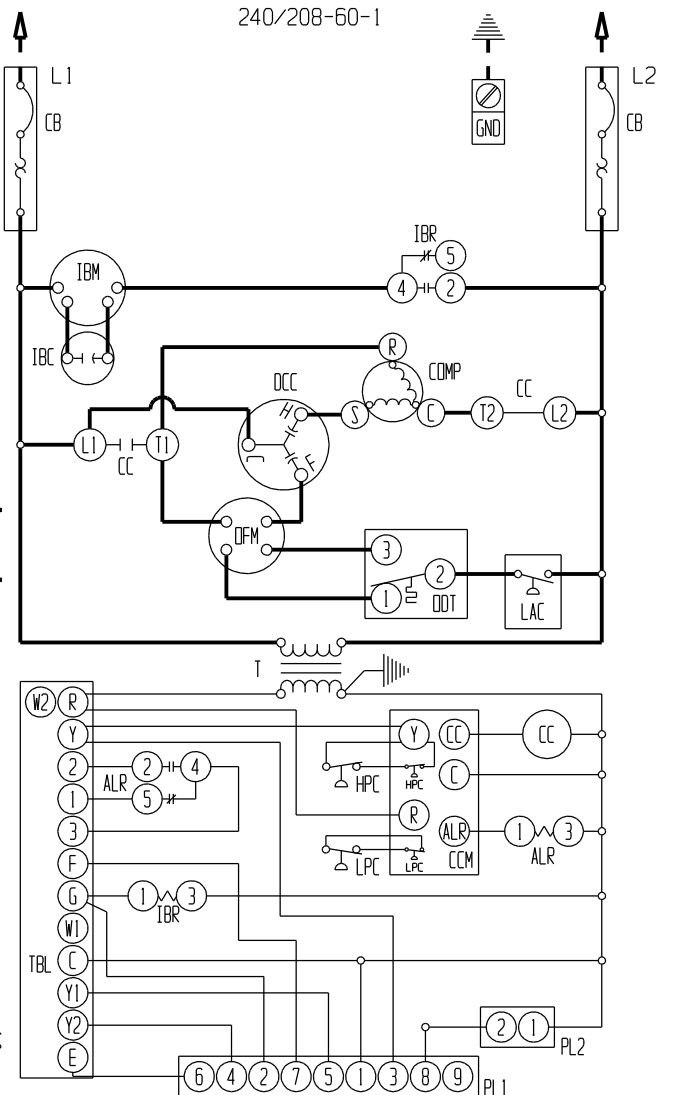 240/208-60-1
L1
L2
CB
GND
CB
IBR
5
IBM
4 2
IBC
R
COMP
OCC
H
CC
S C T2 L2
L1 T1
CC
F
OFM
3
2
1
ODT
LAC
T
W2 R
Y
Y CC CC
2 2 4
HPC HPC
C
ALR
1 5
R
3
ALR 1 3
CCM
ALR
LPC LPC
F
G 1 3
IBR
W1
TBL C
Y1
Y2
2 1
PL2
E
6 4 2 7 5 1 3 8 9
PL1